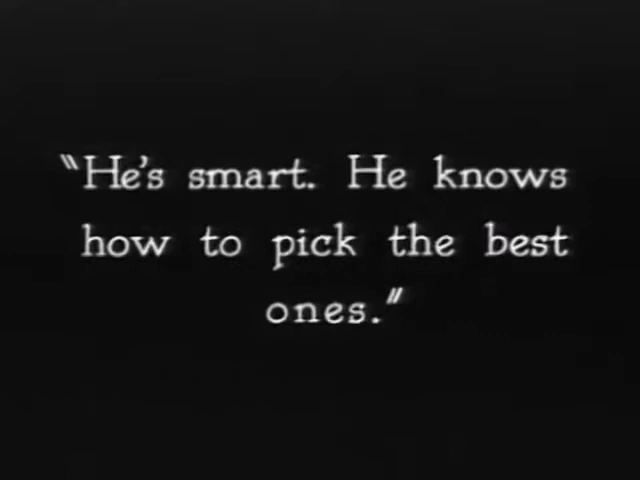 "He's smart. He knows
how to pick the best
ones."